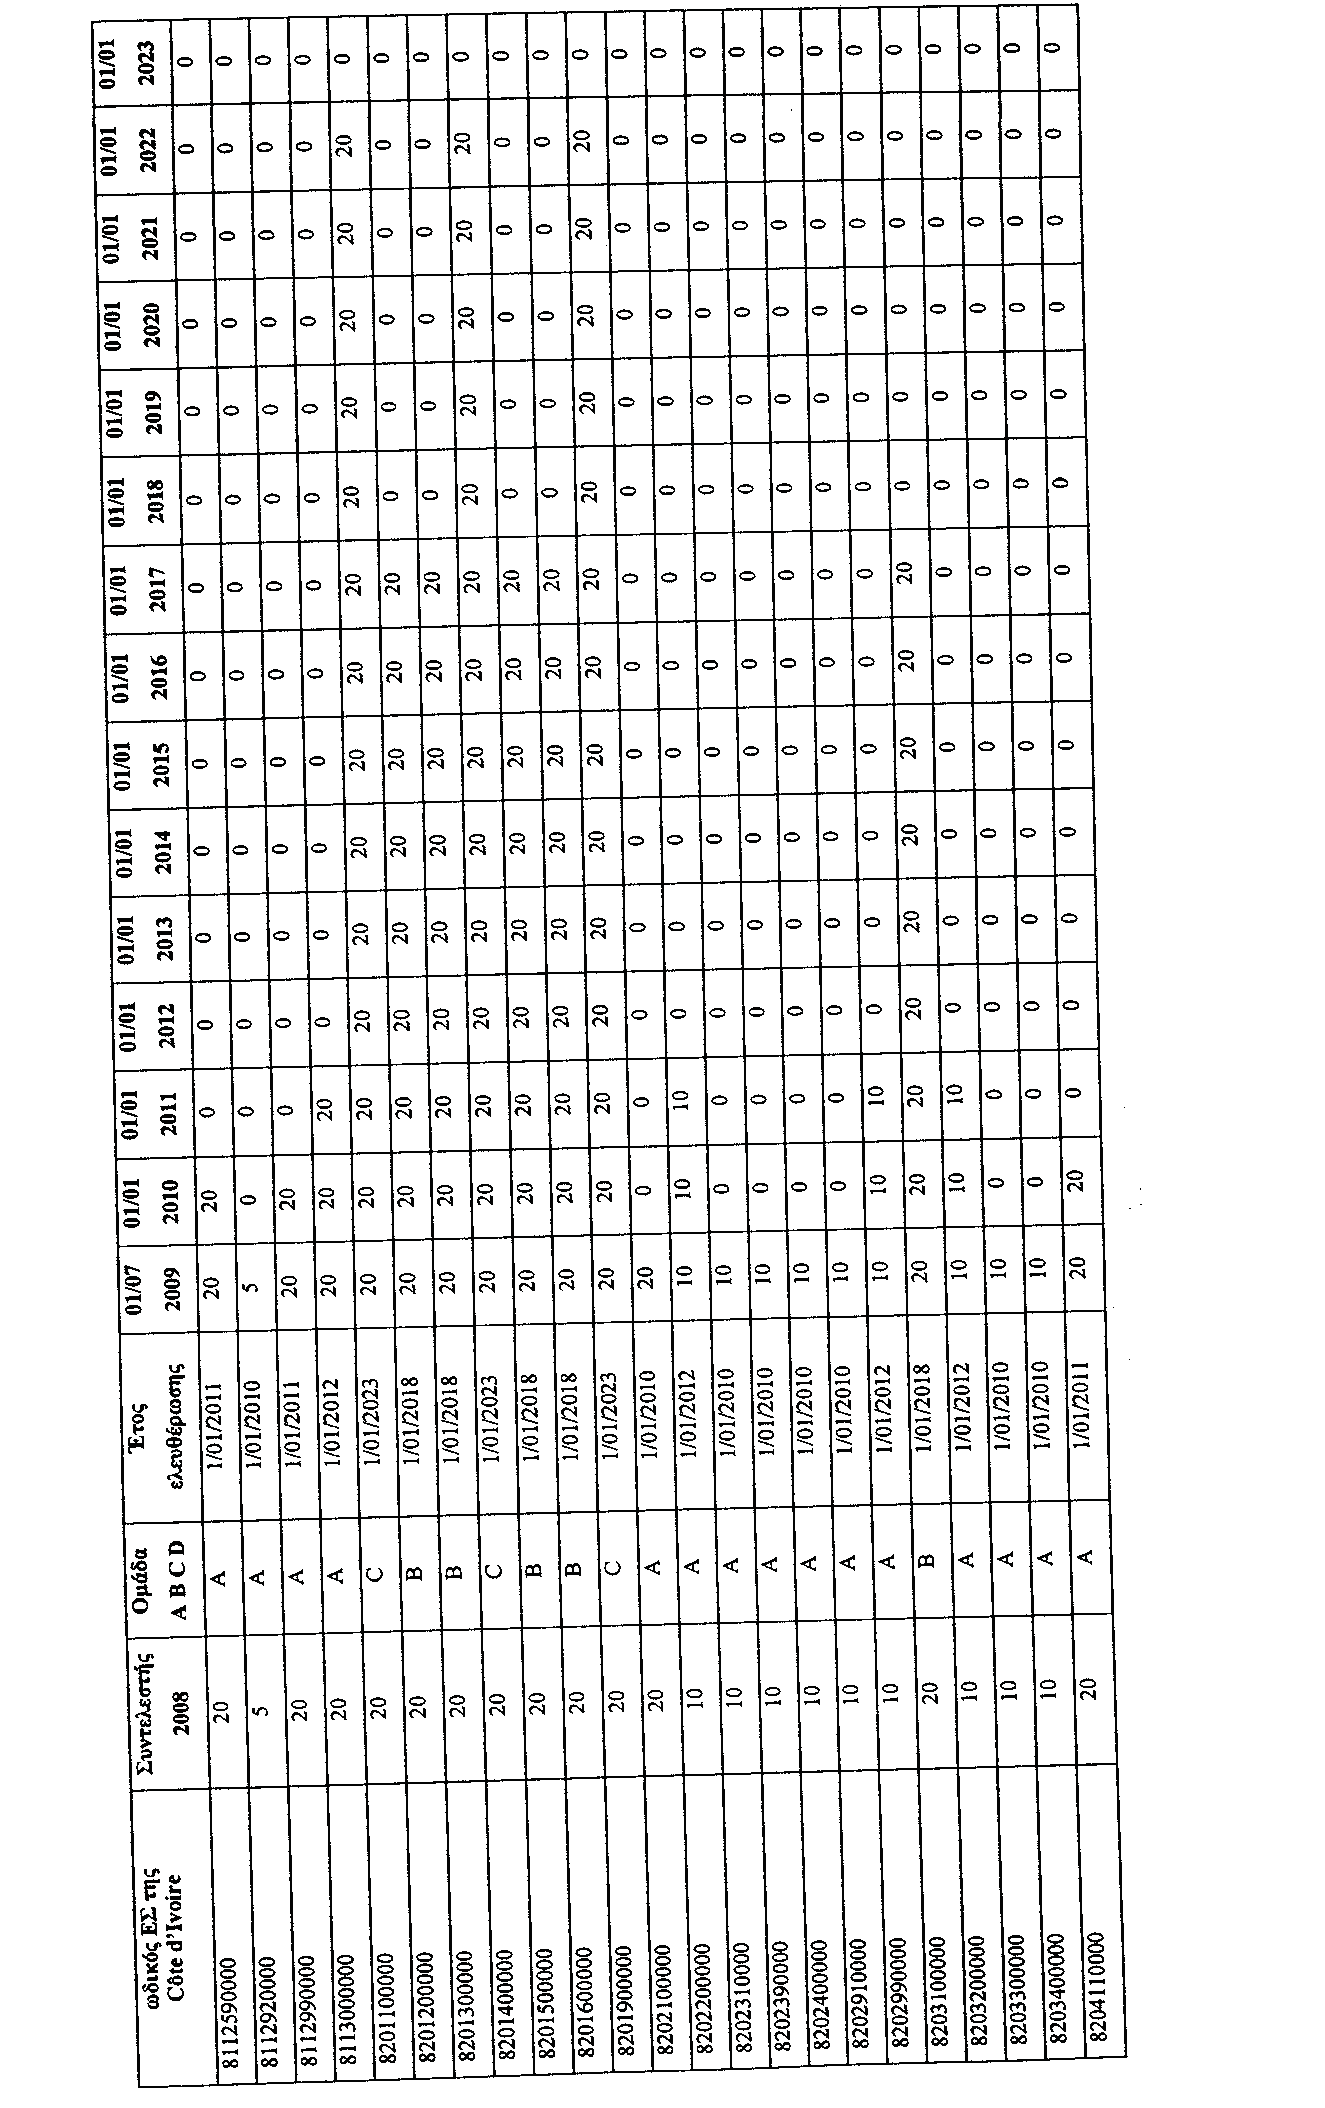 ωδικός ΕΣ της Συντελεστής Ομάδα Έτος 01/07 01/01 01/01 01/01 01/01 01/01 01/01 01/01 01/01 01/01 01/01 01/01 01/01 01/01 01/01
Côte d'Ivoire 2008 A B C D ελευθέρωσης 2009 2010 2011 2012 2013 2014 2015 2016 2017 2018 2019 2020 2021 2022 2023
8112590000 20 A 1/01/2011 20 20 0 0 0 0 0 0 0 0 0 0 0 0 0
8112920000 5 A 1/01/2010 5 0 0 0 0 0 0 0 0 0 0 0 0 0 0
8112990000 20 A 1/01/2011 20 20 0 0 0 0 0 0 0 0 0 0 0 0 0
8113000000 20 A 1/01/2012 20 20 20 0 0 0 0 0 0 0 0 0 0 0 0
8201100000 20 C 1/01/2023 20 20 20 20 20 20 20 20 20 20 20 20 20 20 0
8201200000 20 B 1/01/2018 20 20 20 20 20 20 20 20 20 0 0 0 0 0 0
8201300000 20 B 1/01/2018 20 20 20 20 20 20 20 20 20 0 0 0 0 0 0
8201400000 20 C 1/01/2023 20 20 20 20 20 20 20 20 20 20 20 20 20 20 0
8201500000 20 B 1/01/2018 20 20 20 20 20 20 20 20 20 0 0 0 0 0 0
8201600000 20 B 1/01/2018 20 20 20 20 20 20 20 20 20 0 0 0 0 0 0
8201900000 20 C 1/01/2023 20 20 20 20 20 20 20 20 20 20 20 20 20 20 0
8202100000 20 A 1/01/2010 20 0 0 0 0 0 0 0 0 0 0 0 0 0 0
8202200000 10 A 1/01/2012 10 10 10 0 0 0 0 0 0 0 0 0 0 0 0
8202310000 10 A 1/01/2010 10 0 0 0 0 0 0 0 0 0 0 0 0 0 0
8202390000 10 A 1/01/2010 10 0 0 0 0 0 0 0 0 0 0 0 0 0 0
8202400000 10 A 1/01/2010 10 0 0 0 0 0 0 0 0 0 0 0 0 0 0
8202910000 10 A 1/01/2010 10 0 0 0 0 0 0 0 0 0 0 0 0 0 0
8202990000 10 A 1/01/2012 10 10 10 0 0 0 0 0 0 0 0 0 0 0 0
8203100000 20 B 1/01/2018 20 20 20 20 20 20 20 20 20 0 0 0 0 0 0
8203200000 10 A 1/01/2012 10 10 10 0 0 0 0 0 0 0 0 0 0 0 0
8203300000 10 A 1/01/2010 10 0 0 0 0 0 0 0 0 0 0 0 0 0 0
8203400000 10 A 1/01/2010 10 0 0 0 0 0 0 0 0 0 0 0 0 0 0
8204110000 20 A 1/01/2011 20 20 0 0 0 0 0 0 0 0 0 0 0 0 0